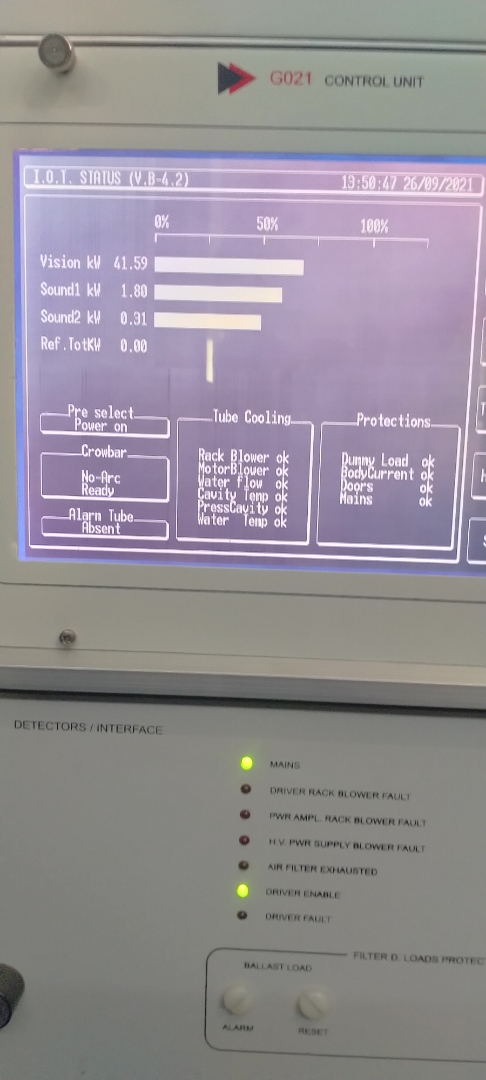 G021 CONTROL UNIT
I.O.T. STATUS (V.B-4.2) 13:50:47 26/09/2021
0% 50% 100%
Vision kW 41.59
Sound1 kW 1.80
Sound2 kW 0.31
Ref.TotKW 0.00
Pre select
Power on
Crowbar
No-Arc
Ready
Alarm Tube
Absent
Tube Cooling
Rack Blower ok
MotorBlower ok
Water flow ok
Cavity Temp ok
PressCavity ok
Water Temp ok
Protections
Dummy Load ok
BodyCurrent ok
Doors ok
Mains ok
DETECTORS / INTERFACE
MAINS
DRIVER RACK BLOWER FAULT
PWR AMPL. RACK BLOWER FAULT
H.V. PWR SUPPLY BLOWER FAULT
AIR FILTER EXHAUSTED
DRIVER ENABLE
DRIVER FAULT
FILTER D. LOADS PROTEC
BALLAST LOAD
ALARM RESET